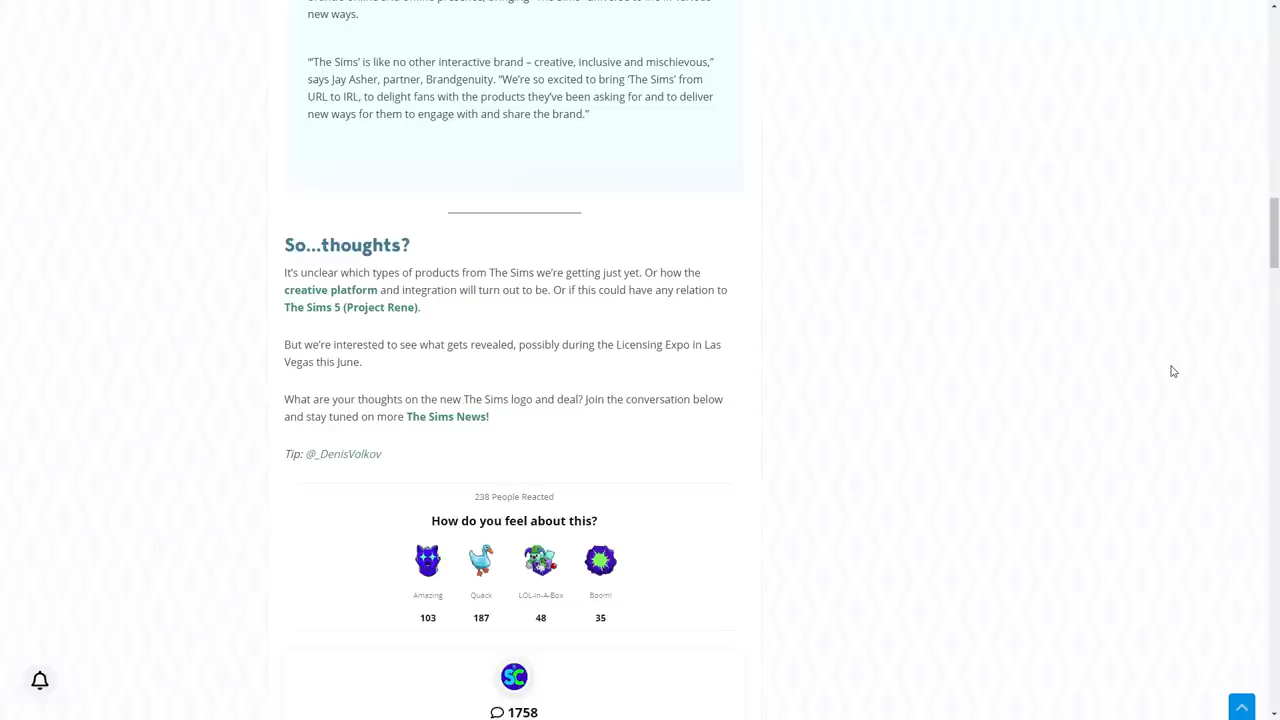 new ways.
“‘The Sims’ is like no other interactive brand – creative, inclusive and mischievous,”
says Jay Asher, partner, Brandgenuity. “We’re so excited to bring ‘The Sims’ from
URL to IRL, to delight fans with the products they’ve been asking for and to deliver
new ways for them to engage with and share the brand.”
So…thoughts?
It’s unclear which types of products from The Sims we’re getting just yet. Or how the
creative platform and integration will turn out to be. Or if this could have any relation to
The Sims 5 (Project Rene).
But we’re interested to see what gets revealed, possibly during the Licensing Expo in Las
Vegas this June.
What are your thoughts on the new The Sims logo and deal? Join the conversation below
and stay tuned on more The Sims News!
Tip: @_DenisVolkov
238 People Reacted
How do you feel about this?
Amazing Quack LOL-In-A-Box Boom!
103 187 48 35
SC
1758